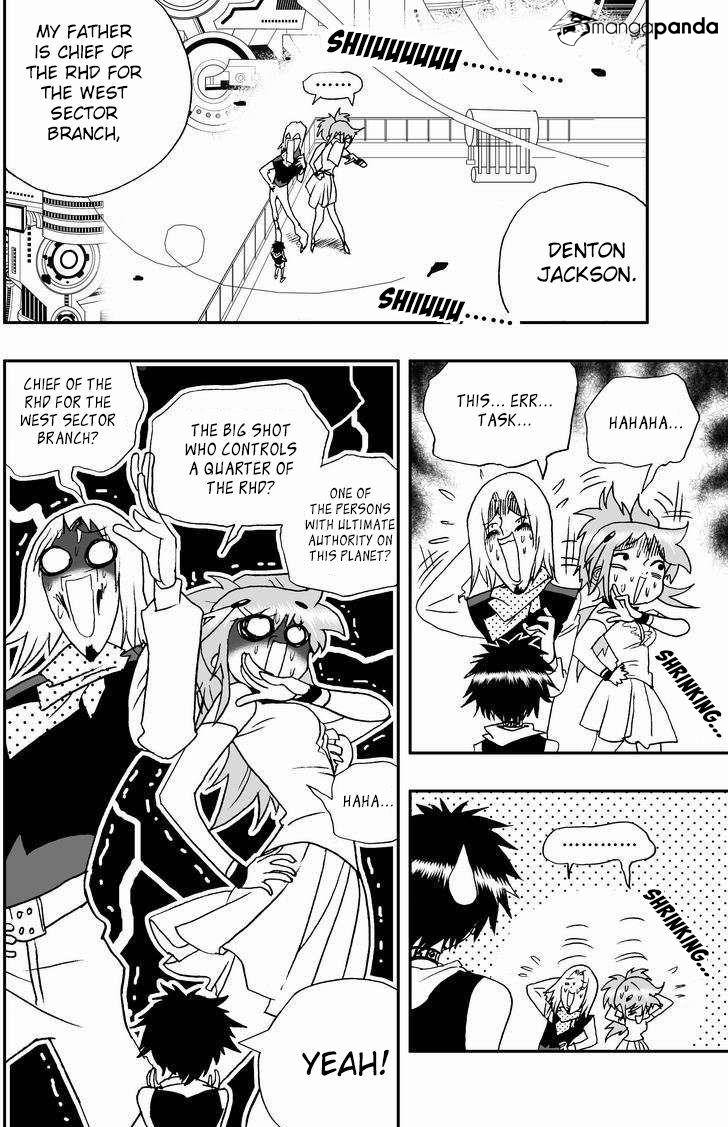 mangapanda
MY FATHER
IS CHIEF OF
THE RHD FOR
THE WEST
SECTOR
BRANCH,
SHIIUUUUUU........
......
DENTON
JACKSON.
SHIIUUU......
CHIEF OF THE
RHD FOR THE
WEST SECTOR
BRANCH?
THE BIG SHOT
WHO CONTROLS
A QUARTER OF
THE RHD?
ONE OF
THE PERSONS
WITH ULTIMATE
AUTHORITY ON
THIS PLANET?
HAHA...
YEAH!
THIS... ERR...
TASK...
HAHAHA...
SHRINKING..
.........
SHRINKING..